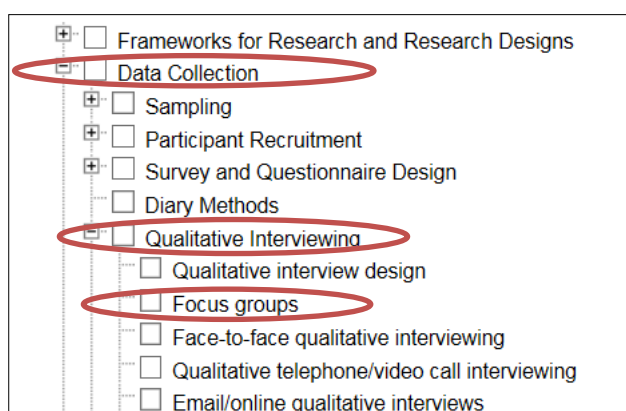 Frameworks for Research and Research Designs
Data Collection
Sampling
Participant Recruitment
Survey and Questionnaire Design
Diary Methods
Qualitative Interviewing
Qualitative interview design
Focus groups
Face-to-face qualitative interviewing
Qualitative telephone/video call interviewing
Email/online qualitative interviews